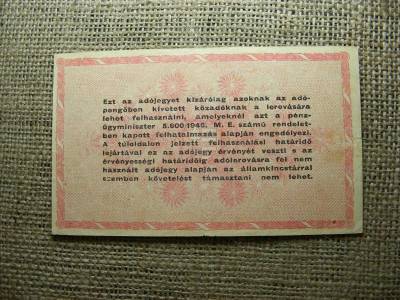 Ezt az adójegyet kizárólag azoknak az adó-
pengőben kivetett közadóknak a lerovására
lehet felhasználni, amelyeknél ezt a pénz-
ügyminiszter 5.600/1946. M. E. számú rendelet-
ben kapott felhatalmazás alapján engedélyezi.
A túloldalon jelzett felhasználási határidő
lejártával ez az adójegy érvényét veszti s az
érvényességi határidőig adólerovásra fel nem
használt adójegy alapján az államkincstárral
szemben követelést támasztani nem lehet.